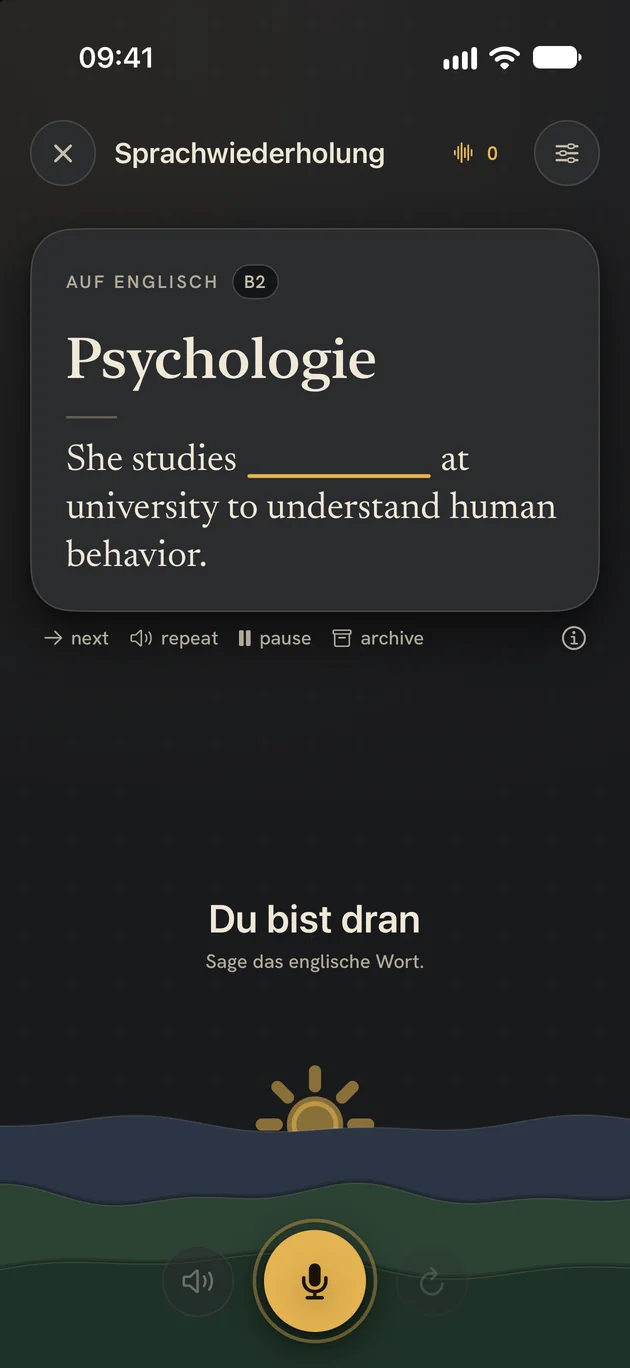 09:41
Sprachwiederholung 0
AUF ENGLISCH B2
Psychologie
She studies __________ at
university to understand human
behavior.
next repeat pause archive
Du bist dran
Sage das englische Wort.